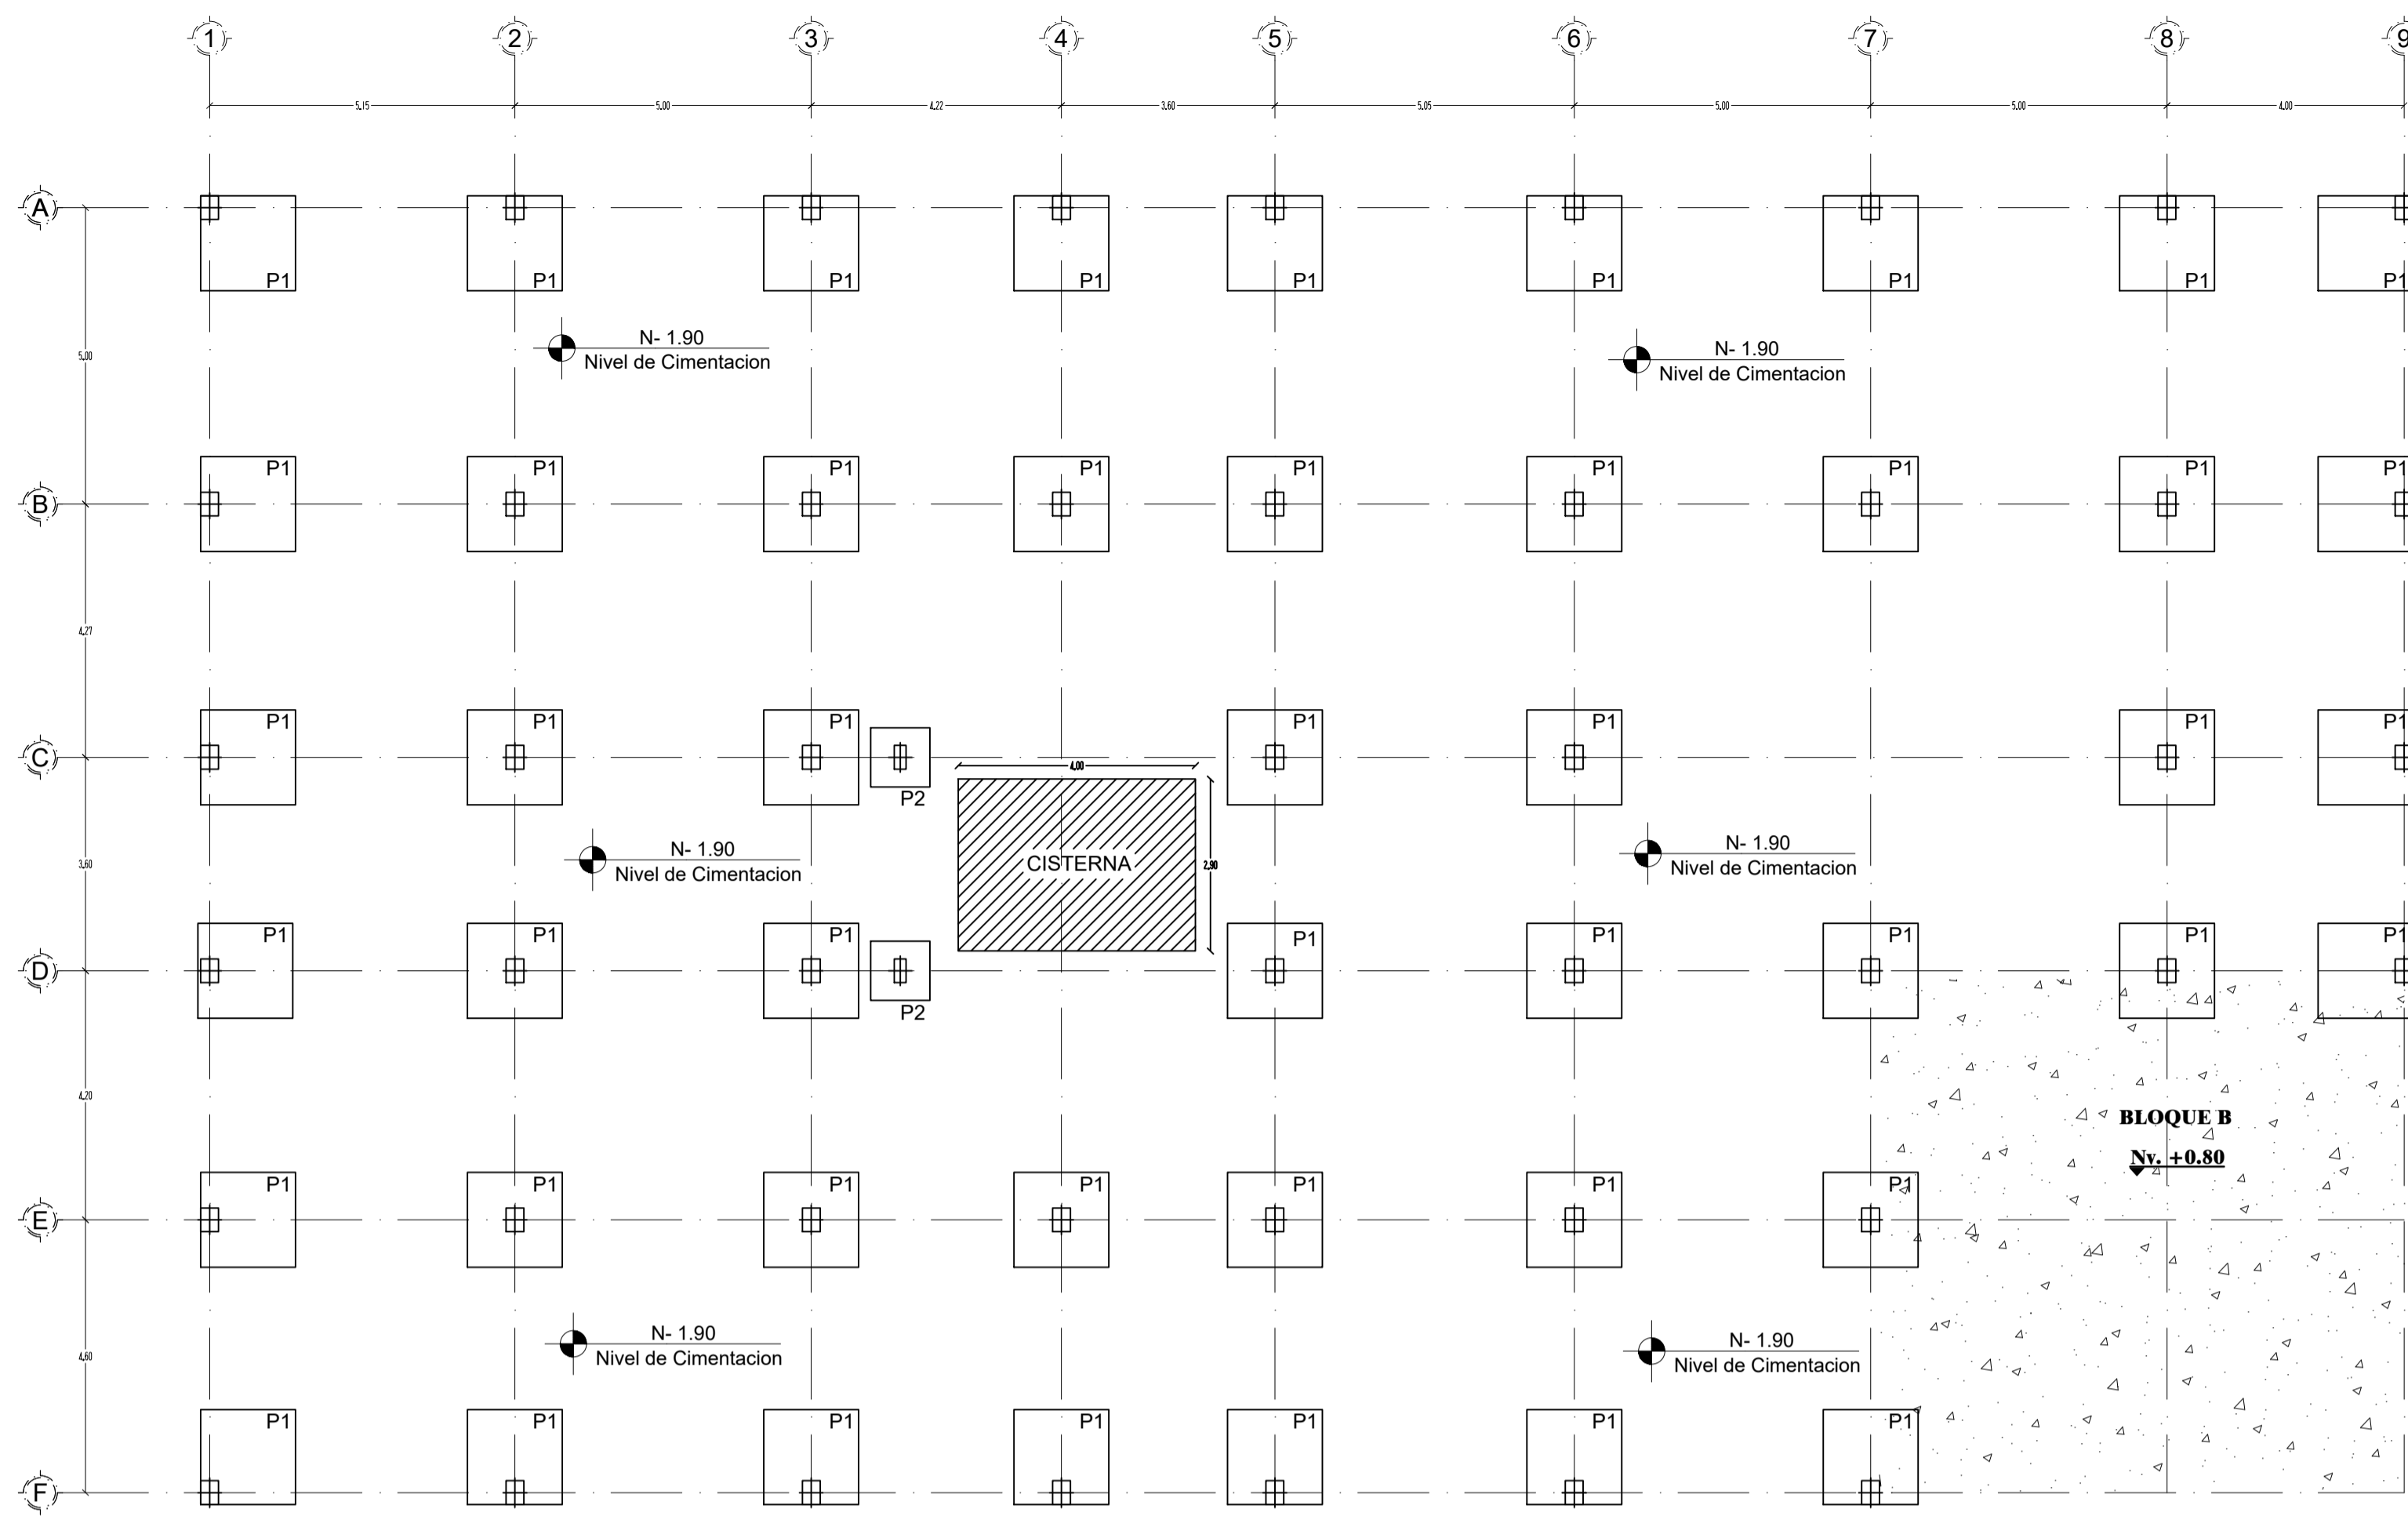 1 2 3 4 5 6 7 8 9
5.15 5.00 4.22 3.60 5.05 5.00 5.00 4.00
A
P1 P1 P1 P1 P1 P1 P1 P1 P1
N- 1.90
Nivel de Cimentacion
N- 1.90
Nivel de Cimentacion
5.00
B
P1 P1 P1 P1 P1 P1 P1 P1 P1
4.27
C
P1 P1 P1 P1 P1 P1 P1
P2
4.00
N- 1.90
Nivel de Cimentacion
CISTERNA
2.90
N- 1.90
Nivel de Cimentacion
3.60
D
P1 P1 P1 P1 P1 P1 P1 P1
P2
4.20
BLOQUE B
Nv. +0.80
E
P1 P1 P1 P1 P1 P1 P1
N- 1.90
Nivel de Cimentacion
N- 1.90
Nivel de Cimentacion
4.60
F
P1 P1 P1 P1 P1 P1 P1